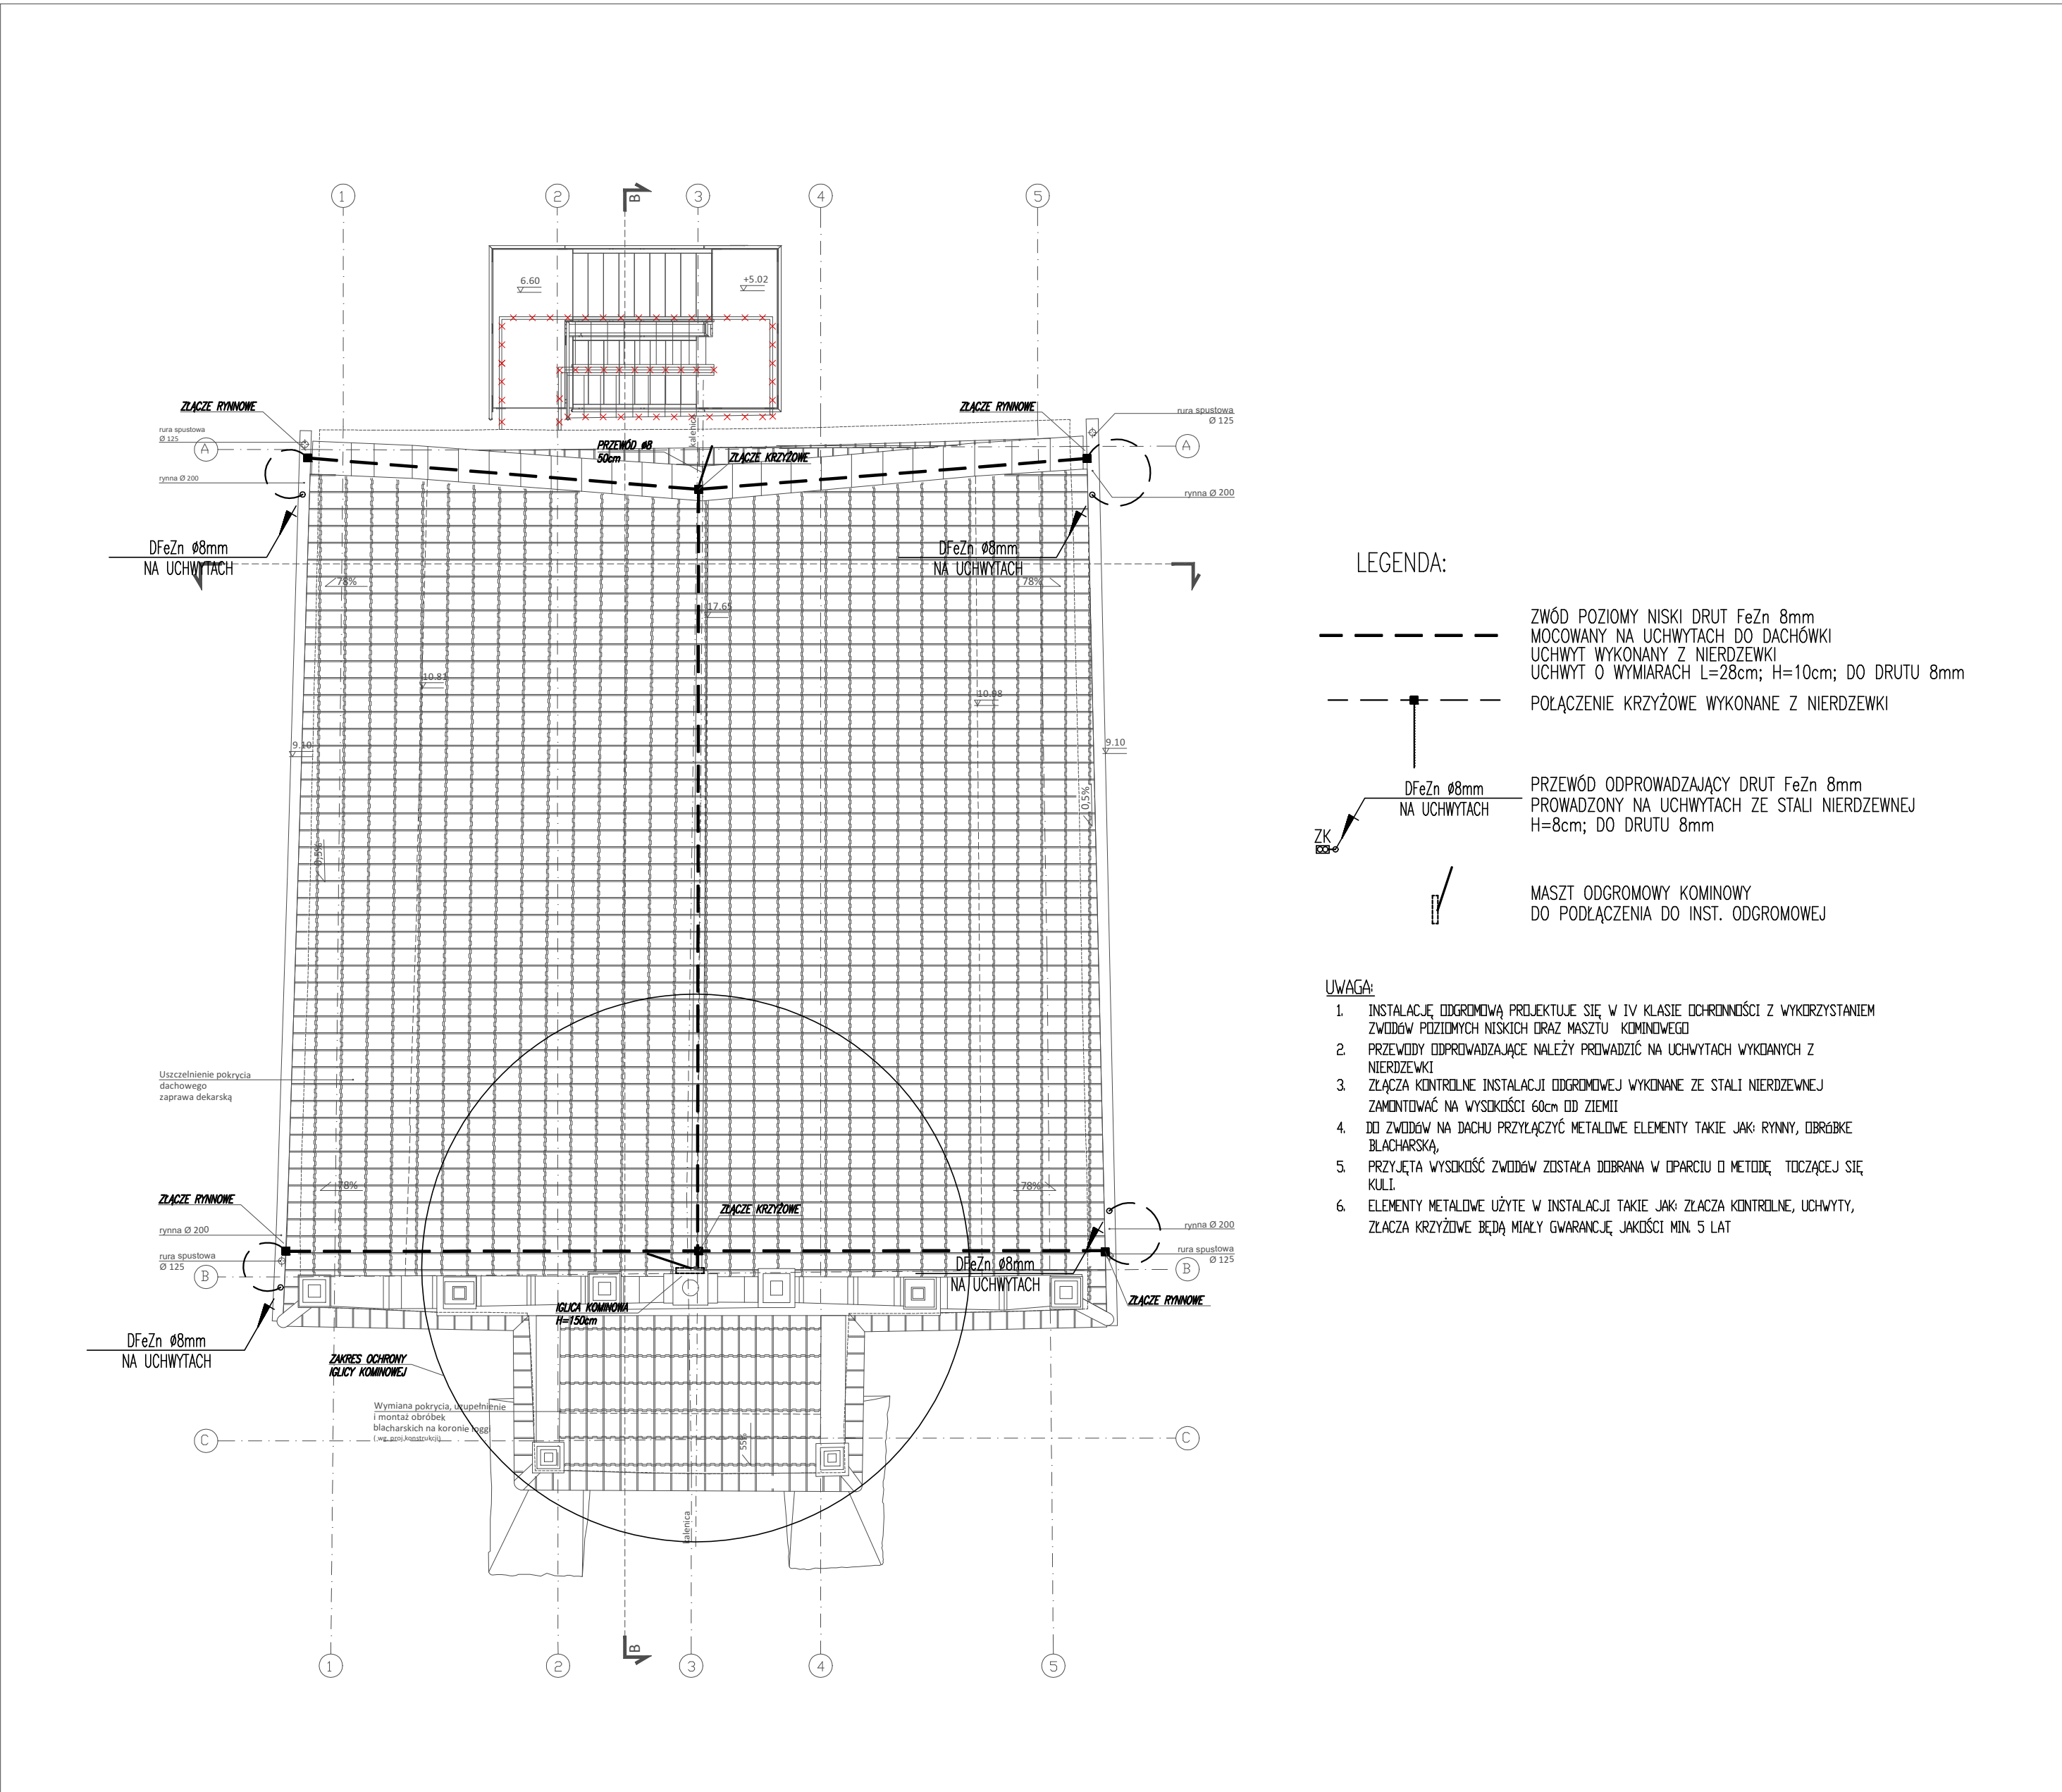 1
2
B
3
4
5
6.60
+5.02
ZŁĄCZE RYNNOWE
ZŁĄCZE RYNNOWE
rura spustowa
Ø 125
rura spustowa
Ø 125
A
A
kalenica
PRZEWÓD ø8
50cm
ZŁĄCZE KRZYŻOWE
rynna Ø 200
rynna Ø 200
DFeZn ø8mm
NA UCHWYTACH
DFeZn ø8mm
NA UCHWYTACH
78%
78%
17.65
10.81
10.98
9.10
9.10
0,5%
Uszczelnienie pokrycia
dachowego
zaprawa dekarską
78%
78%
ZŁĄCZE RYNNOWE
ZŁĄCZE KRZYŻOWE
rynna Ø 200
rynna Ø 200
rura spustowa
Ø 125
rura spustowa
Ø 125
B
B
DFeZn ø8mm
NA UCHWYTACH
IGLICA KOMINOWA
H=150cm
ZŁĄCZE RYNNOWE
DFeZn ø8mm
NA UCHWYTACH
ZAKRES OCHRONY
IGLICY KOMINOWEJ
Wymiana pokrycia, uzupełnienie
i montaż obróbek
blacharskich na koronie loggi
( wg. proj.konstrukcji)
C
C
55%
kalenica
1
2
B
3
4
5
LEGENDA:
ZWÓD POZIOMY NISKI DRUT FeZn 8mm
MOCOWANY NA UCHWYTACH DO DACHÓWKI
UCHWYT WYKONANY Z NIERDZEWKI
UCHWYT O WYMIARACH L=28cm; H=10cm; DO DRUTU 8mm
POŁĄCZENIE KRZYŻOWE WYKONANE Z NIERDZEWKI
DFeZn ø8mm
NA UCHWYTACH
ZK
PRZEWÓD ODPROWADZAJĄCY DRUT FeZn 8mm
PROWADZONY NA UCHWYTACH ZE STALI NIERDZEWNEJ
H=8cm; DO DRUTU 8mm
MASZT ODGROMOWY KOMINOWY
DO PODŁĄCZENIA DO INST. ODGROMOWEJ
UWAGA:
1. INSTALACJĘ ODGROMOWĄ PROJEKTUJE SIĘ W IV KLASIE OCHRONNOŚCI Z WYKORZYSTANIEM
ZWODóW POZIOMYCH NISKICH ORAZ MASZTU KOMINOWEGO
2. PRZEWODY ODPROWADZAJĄCE NALEŻY PROWADZIĆ NA UCHWYTACH WYKOANYCH Z
NIERDZEWKI
3. ZŁĄCZA KONTROLNE INSTALACJI ODGROMOWEJ WYKONANE ZE STALI NIERDZEWNEJ
ZAMONTOWAĆ NA WYSOKOŚCI 60cm OD ZIEMII
4. DO ZWODóW NA DACHU PRZYŁĄCZYĆ METALOWE ELEMENTY TAKIE JAK: RYNNY, OBRóBKE
BLACHARSKĄ,
5. PRZYJĘTA WYSOKOŚĆ ZWODóW ZOSTAŁA DOBRANA W OPARCIU O METODĘ TOCZĄCEJ SIĘ
KULI.
6. ELEMENTY METALOWE UŻYTE W INSTALACJI TAKIE JAK: ZŁACZA KONTROLNE, UCHWYTY,
ZŁACZA KRZYŻOWE BĘDĄ MIAŁY GWARANCJĘ JAKOŚCI MIN. 5 LAT